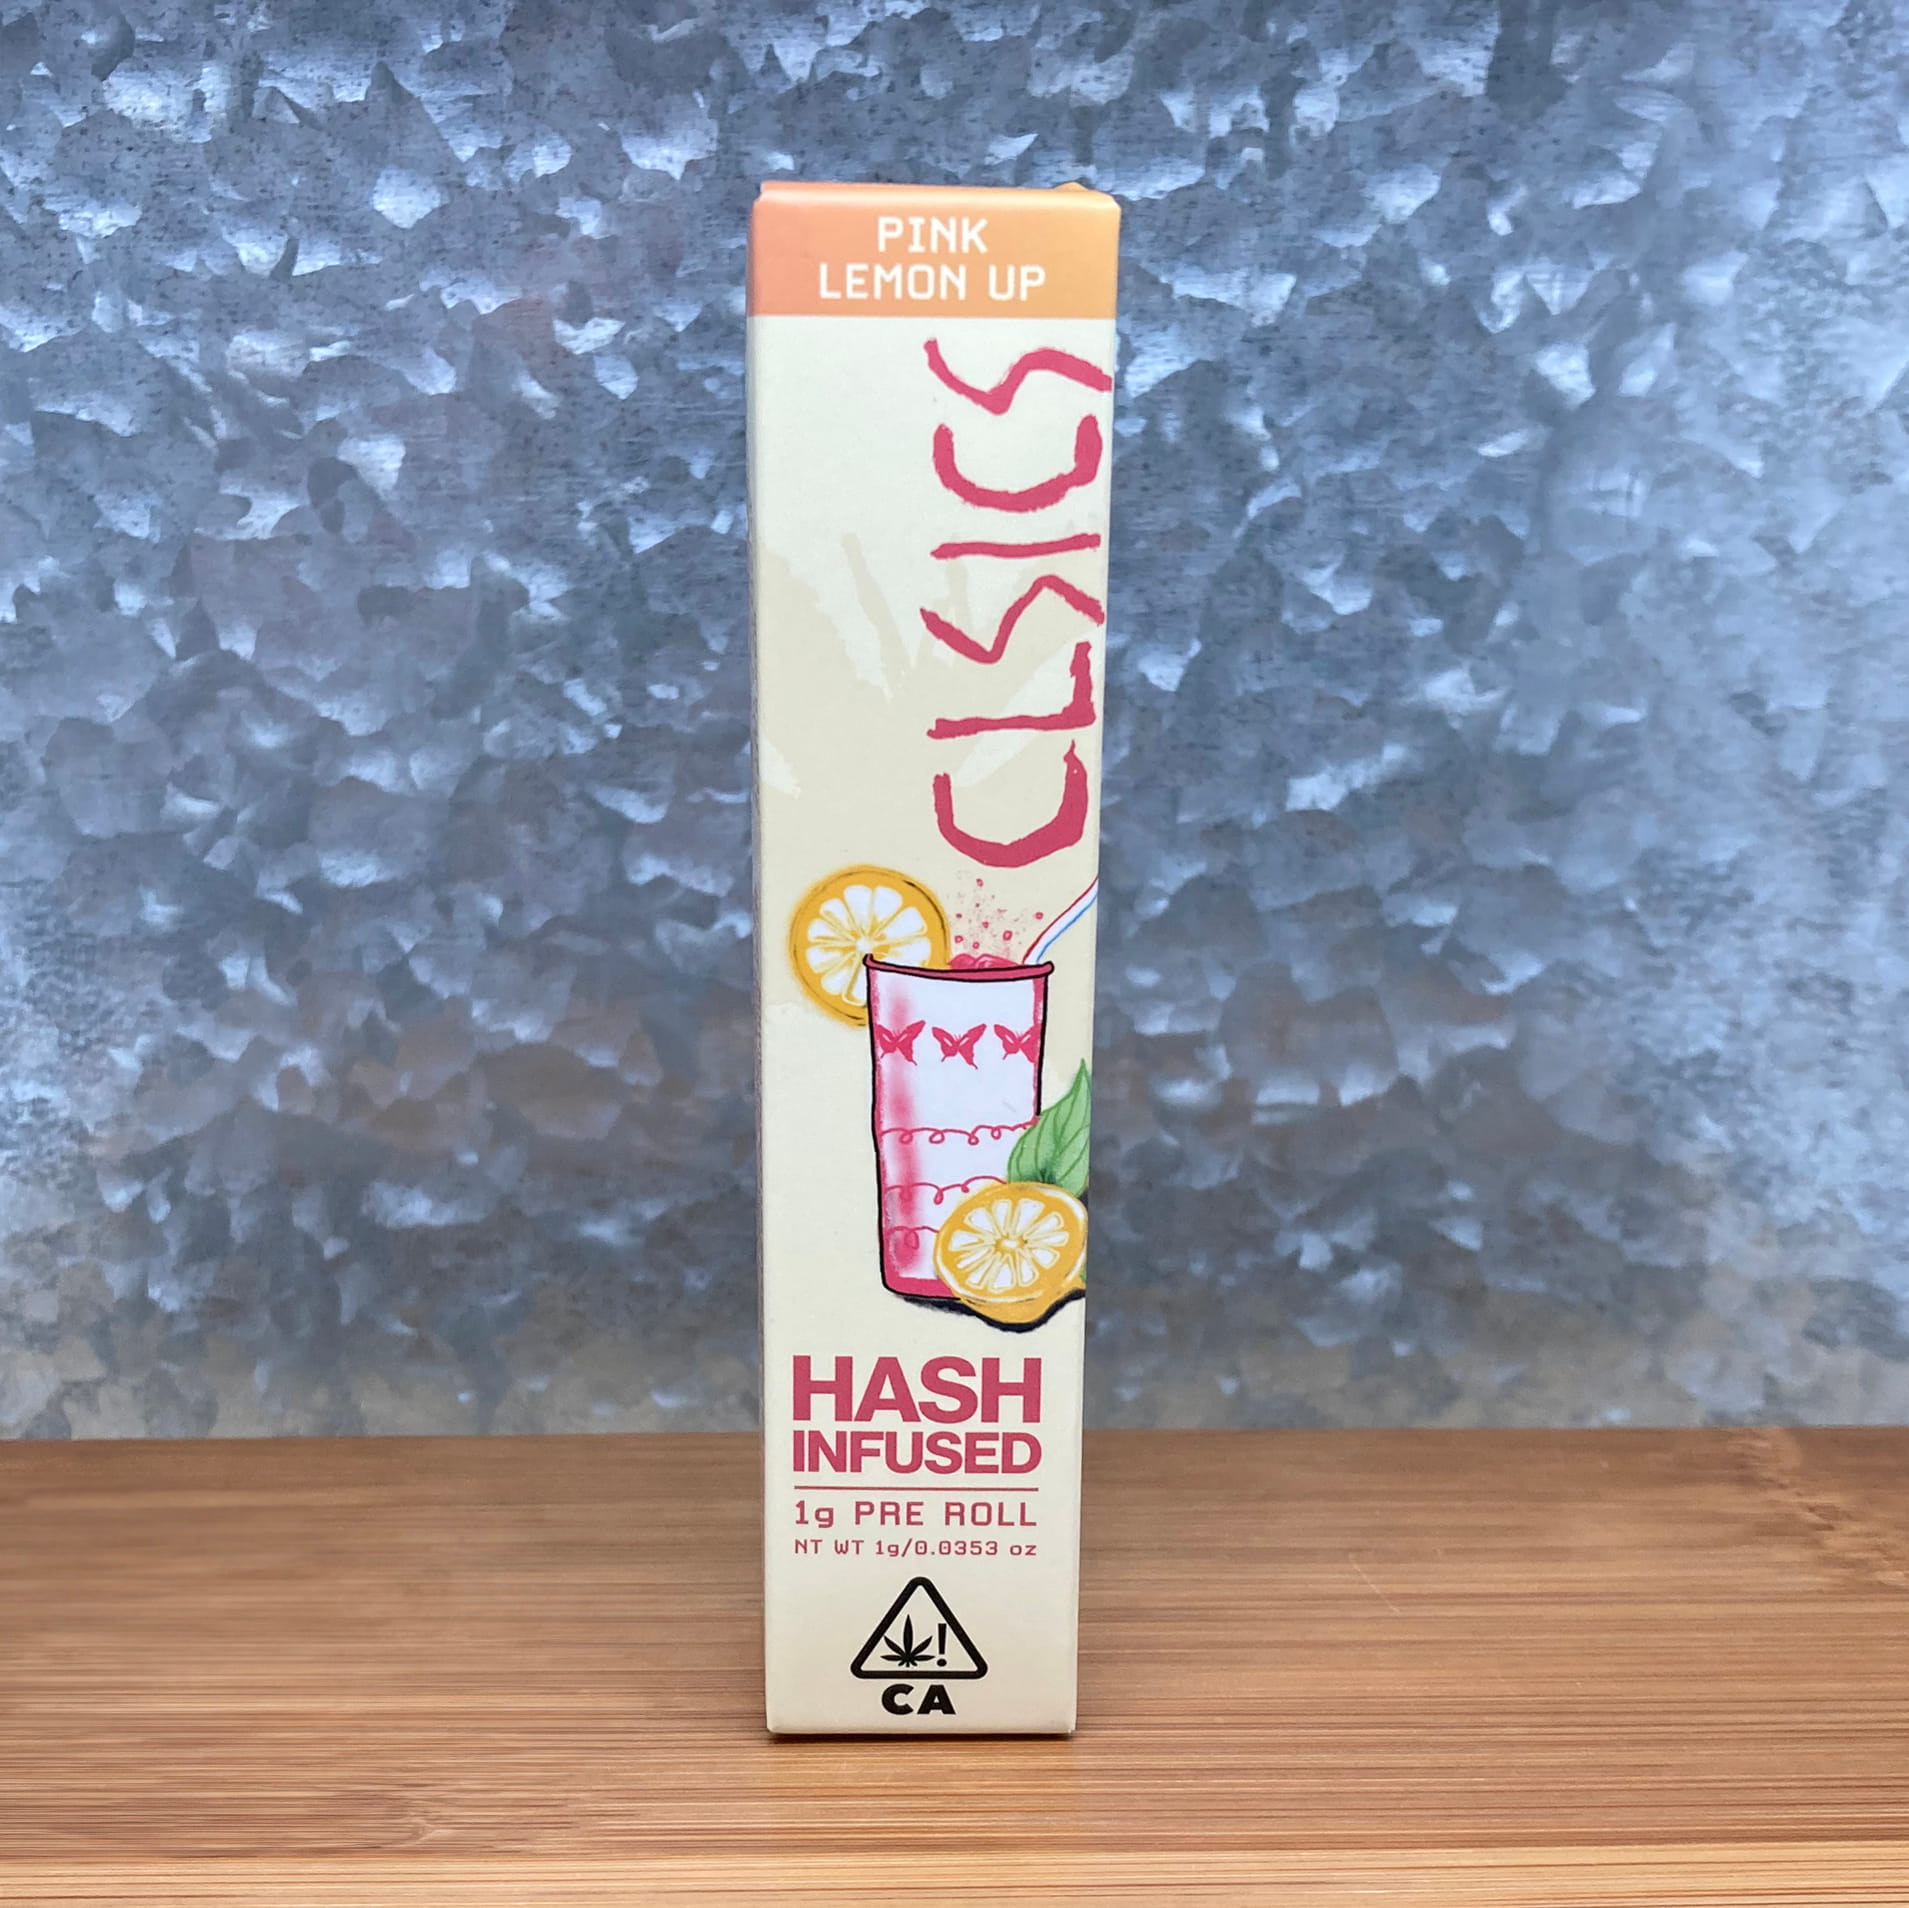 PINK
LEMON UP
CLSICS
HASH
INFUSED
1g PRE ROLL
NT WT 1g/0.0353 oz
!
CA